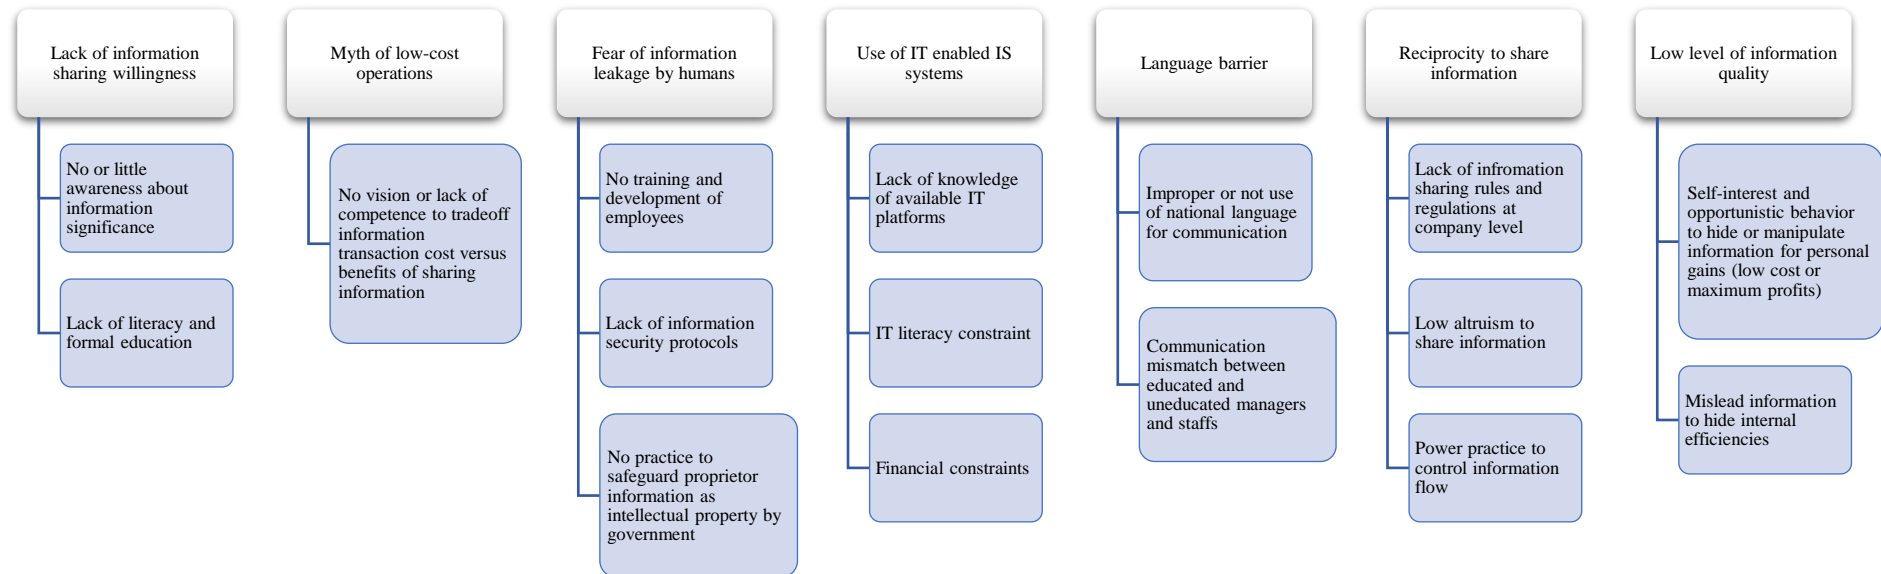 Lack of information
sharing willingness
No or little
awareness about
information
significance
Lack of literacy and
formal education
Myth of low-cost
operations
No vision or lack of
competence to tradeoff
information
transaction cost versus
benefits of sharing
information
Fear of information
leakage by humans
No training and
development of
employees
Lack of information
security protocols
No practice to
safeguard proprietor
information as
intellectual property by
government
Use of IT enabled IS
systems
Lack of knowledge
of available IT
platforms
IT literacy constraint
Financial constraints
Language barrier
Improper or not use
of national language
for communication
Communication
mismatch between
educated and
uneducated managers
and staffs
Reciprocity to share
information
Lack of infromation
sharing rules and
regulations at
company level
Low altruism to
share information
Power practice to
control information
flow
Low level of information
quality
Self-interest and
opportunistic behavior
to hide or manipulate
information for personal
gains (low cost or
maximum profits)
Mislead information
to hide internal
efficiencies